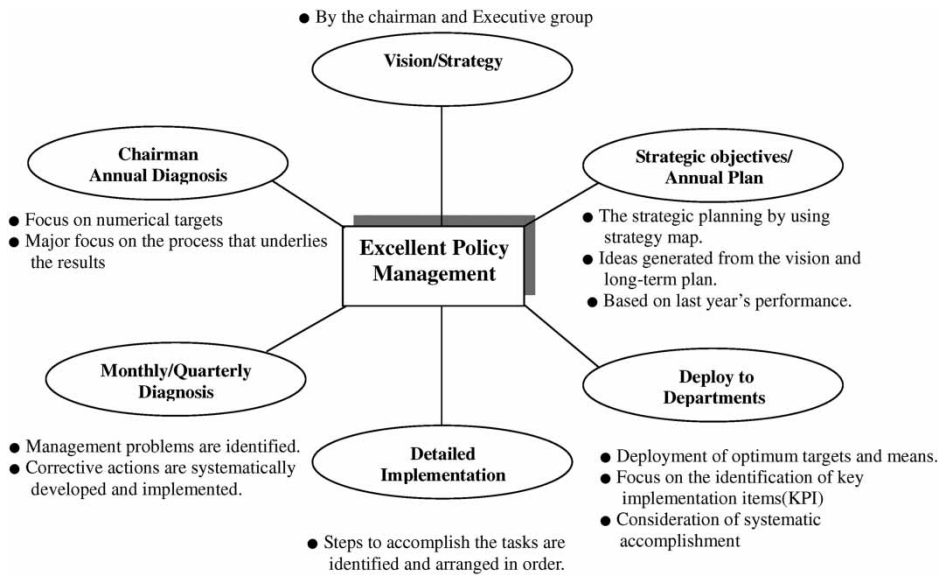 ● By the chairman and Executive group
Vision/Strategy
Chairman
Annual Diagnosis
● Focus on numerical targets
● Major focus on the process that underlies
the results
Strategic objectives/
Annual Plan
● The strategic planning by using
strategy map.
● Ideas generated from the vision and
long-term plan.
● Based on last year's performance.
Excellent Policy
Management
Monthly/Quarterly
Diagnosis
● Management problems are identified.
● Corrective actions are systematically
developed and implemented.
Detailed
Implementation
● Steps to accomplish the tasks are
identified and arranged in order.
Deploy to
Departments
● Deployment of optimum targets and means.
● Focus on the identification of key
implementation items(KPI)
● Consideration of systematic
accomplishment